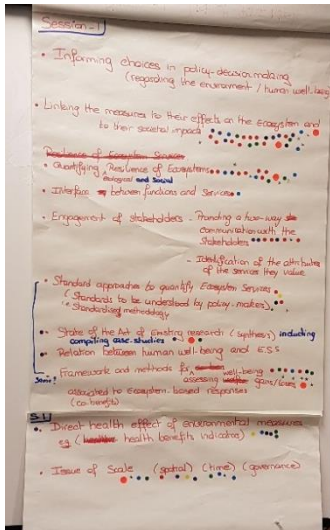 Session-1
• Informing choices in policy-decision making
(regarding the environment / human well-being
• Linking the measures to their effects on the Ecosystem and
to their societal impact
Resilience of Ecosystem Services
• Quantifying Resilience of Ecosystems
Ecological and Social
• Interface between functions and services
• Engagement of stakeholders - Providing a two-way
communication with the
stakeholders
- Identification of the attributes
of the services they value
• Standard approaches to quantify Ecosystem Services
(Standards to be understood by policy-makers)
i.e. Standardised methodology
• State of the Art of Existing research (synthesis) including
compiling case-studies
• Relation between human well-being and E.S.S
• Framework and methods for well-being
Same! assessing gains/losses
associated to Ecosystem based responses
(co-benefits)
S.1
• Direct health effect of environmental measures
eg. (health benefits indicators)
• Issue of Scale (spatial) (time) (governance)